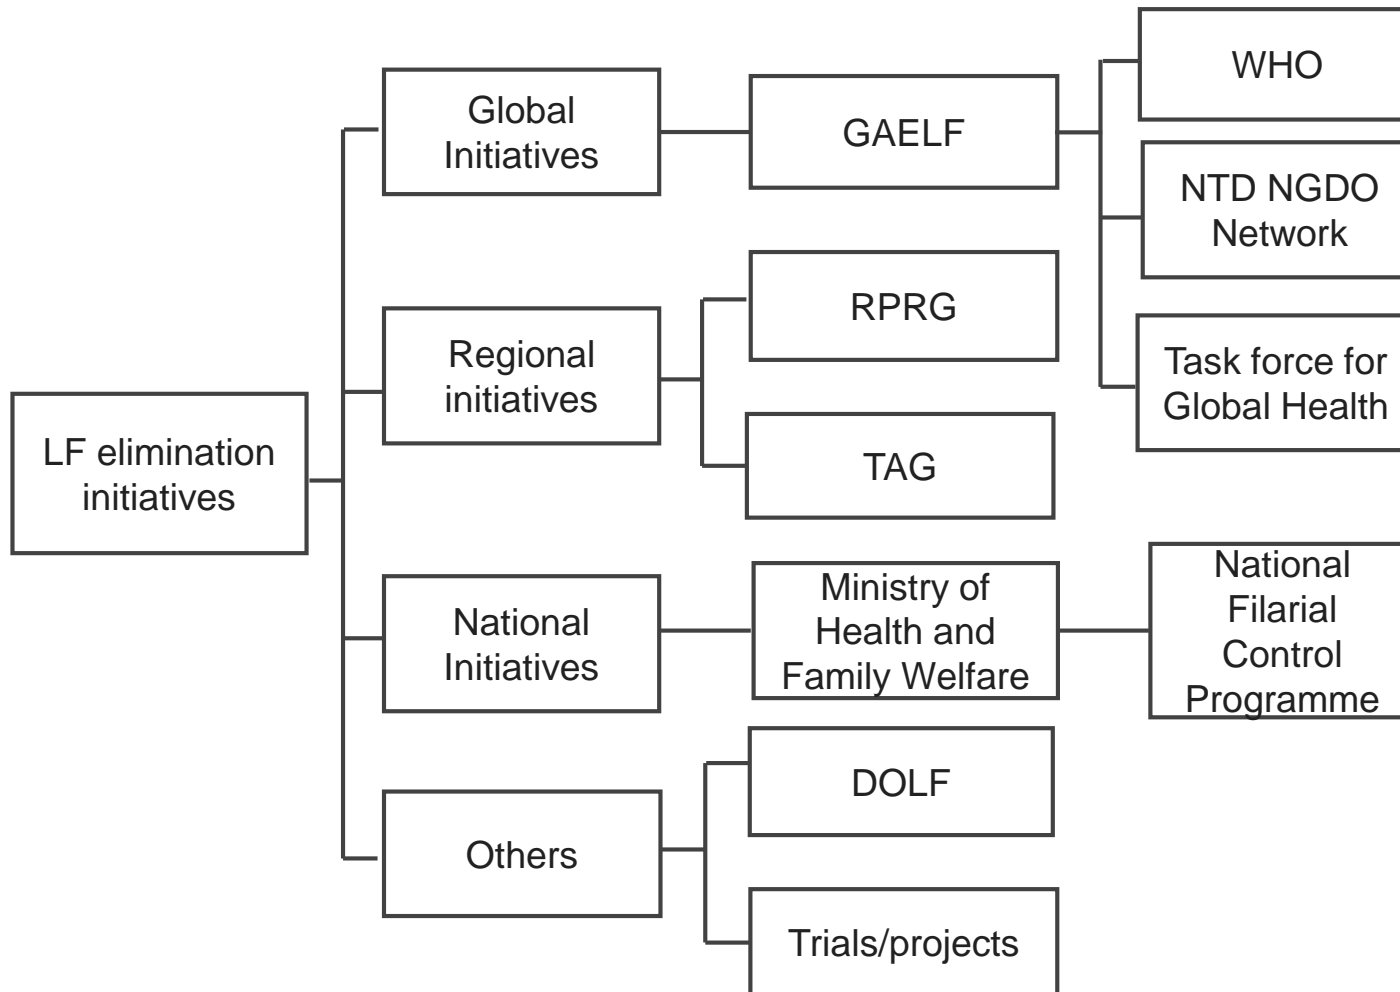 LF elimination
initiatives
Global
Initiatives
GAELF
WHO
NTD NGDO
Network
Task force for
Global Health
Regional
initiatives
RPRG
TAG
National
Initiatives
Ministry of
Health and
Family Welfare
National
Filarial
Control
Programme
Others
DOLF
Trials/projects